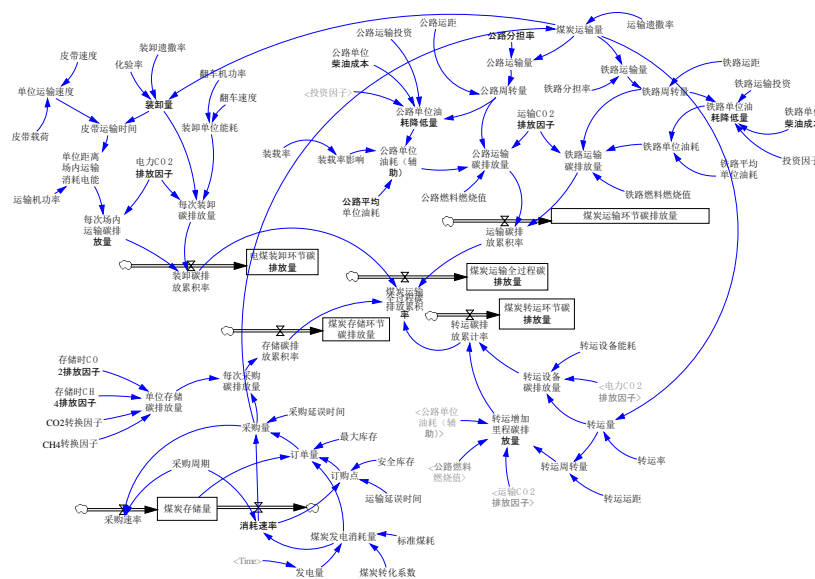 煤炭运输量
运输遗撒率
公路运输投资
公路运距
公路分担率
公路运输量
公路单位
柴油成本
<投资因子>
公路周转量
公路单位油
耗降低量
铁路运输量
铁路运距
铁路分担率
铁路周转量
铁路运输投资
铁路单位油
耗降低量
铁路单位
柴油成本
投资因子
铁路单位油耗
铁路平均
单位油耗
装卸遗撒率
化验率
皮带速度
翻车机功率
单位运输速度
翻车速度
装卸量
皮带载荷
皮带运输时间
装卸单位能耗
单位距离
场内运输
消耗电能
电力CO2
排放因子
运输机功率
每次装卸
碳排放量
每次场内
运输碳排
放量
装载率
装载率影响
公路单位
油耗（辅
助）
公路平均
单位油耗
运输CO2
排放因子
公路运输
碳排放量
公路燃料燃烧值
铁路运输
碳排放量
铁路燃料燃烧值
运输碳排
放累积率
煤炭运输环节碳排放量
装卸碳排
放累积率
电煤装卸环节碳
排放量
煤炭运输
全过程碳
排放累积
率
煤炭运输全过程碳
排放量
存储碳排
放累积率
煤炭存储环节
碳排放量
转运碳排
放累计率
煤炭转运环节碳
排放量
存储时CO
2排放因子
存储时CH
4排放因子
CO2转换因子
CH4转换因子
单位存储
碳排放量
每次采购
碳排放量
采购延误时间
采购量
最大库存
订单量
安全库存
订购点
运输延误时间
采购周期
采购速率
煤炭存储量
消耗速率
煤炭发电消耗量
标准煤耗
<Time>
发电量
煤炭转化系数
转运设备能耗
转运设备
碳排放量
<电力CO2
排放因子>
<公路单位
油耗（辅
助）>
转运增加
里程碳排
放量
转运量
<公路燃料
燃烧值>
<运输CO2
排放因子>
转运周转量
转运率
转运运距